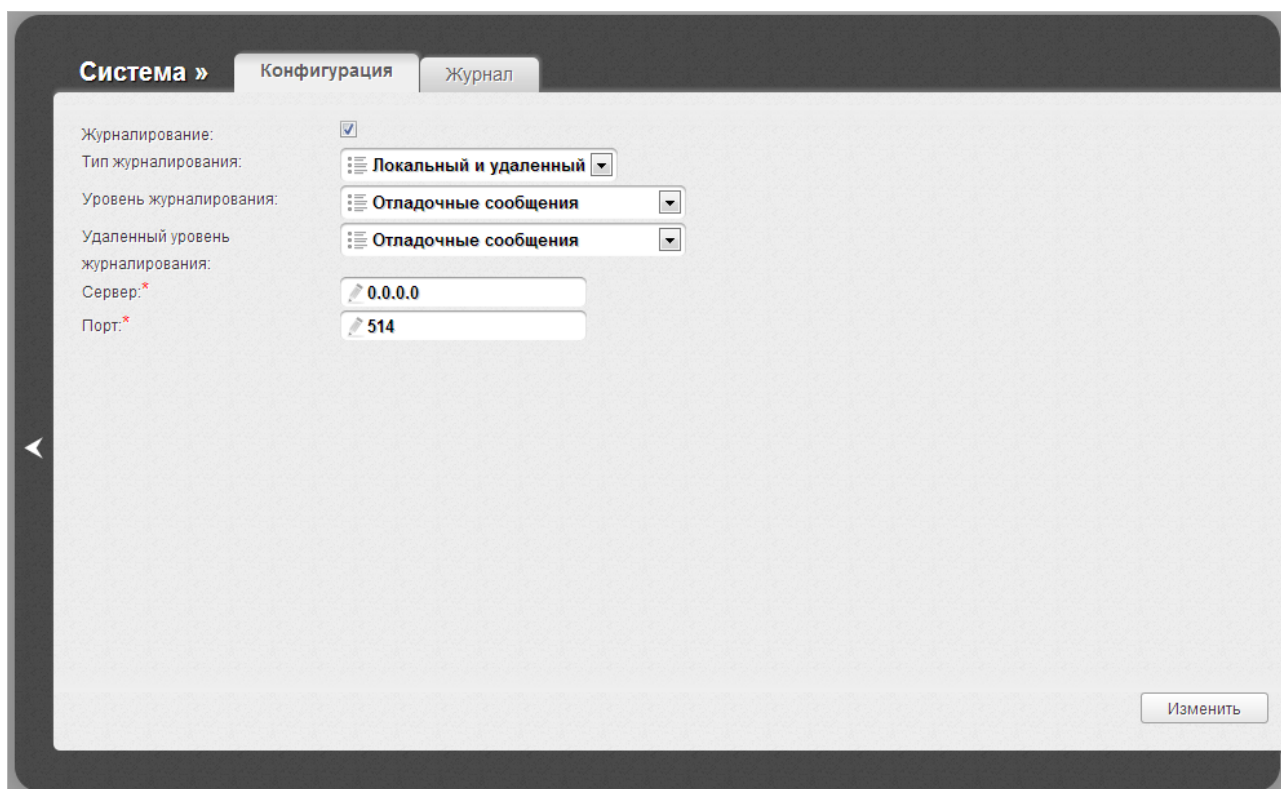 Система »
Конфигурация
Журнал
Журналирование:
Тип журналирования:
Локальный и удаленный
Уровень журналирования:
Отладочные сообщения
Удаленный уровень
журналирования:
Отладочные сообщения
Сервер:*
0.0.0.0
Порт:*
514
Изменить